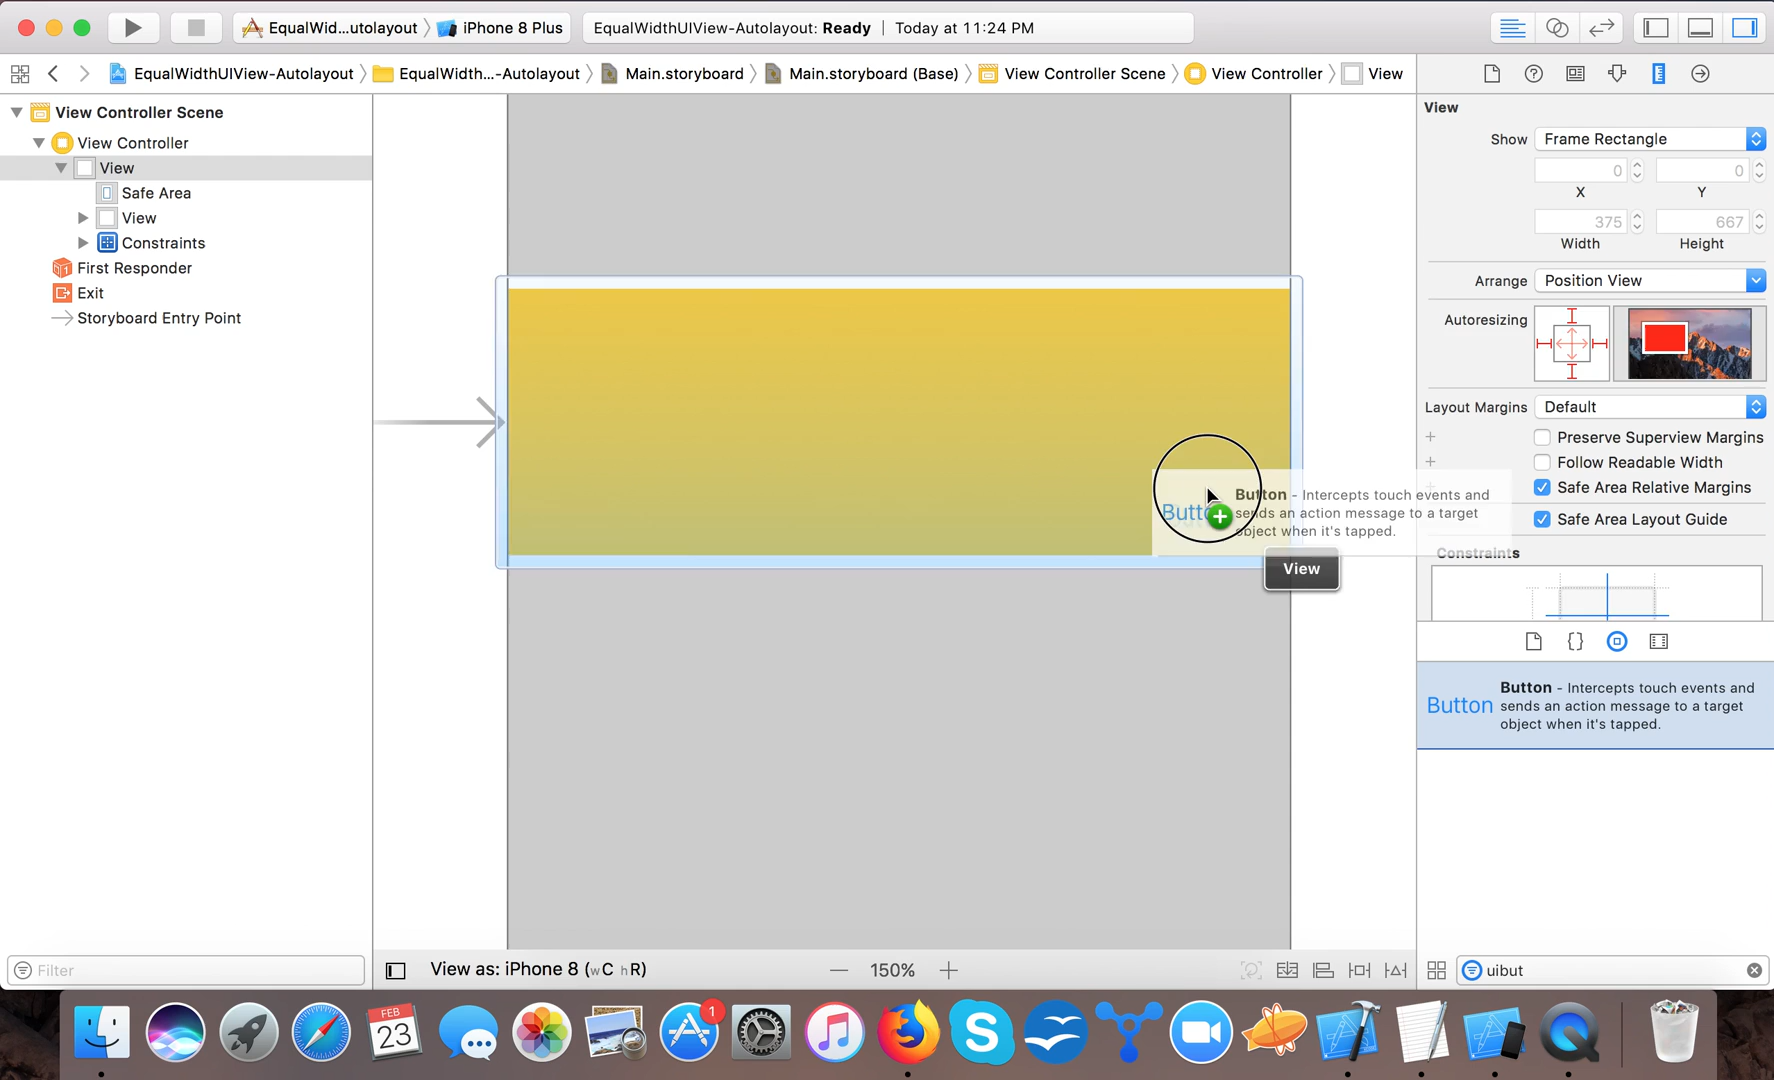 EqualWid...utolayout
iPhone 8 Plus
EqualWidthUIView-Autolayout: Ready | Today at 11:24 PM
EqualWidthUIView-Autolayout
EqualWidth...-Autolayout
Main.storyboard
Main.storyboard (Base)
View Controller Scene
View Controller
View
View Controller Scene
View Controller
View
Safe Area
View
Constraints
First Responder
Exit
Storyboard Entry Point
Filter
Button - Intercepts touch events and
sends an action message to a target
object when it's tapped.
View
View as: iPhone 8 (wC hR)
150%
View
Show Frame Rectangle
0 0
X Y
375 667
Width Height
Arrange Position View
Autoresizing
Layout Margins Default
Preserve Superview Margins
Follow Readable Width
Safe Area Relative Margins
Safe Area Layout Guide
Constraints
Button
Button - Intercepts touch events and
sends an action message to a target
object when it's tapped.
uibut
FEB
23
1